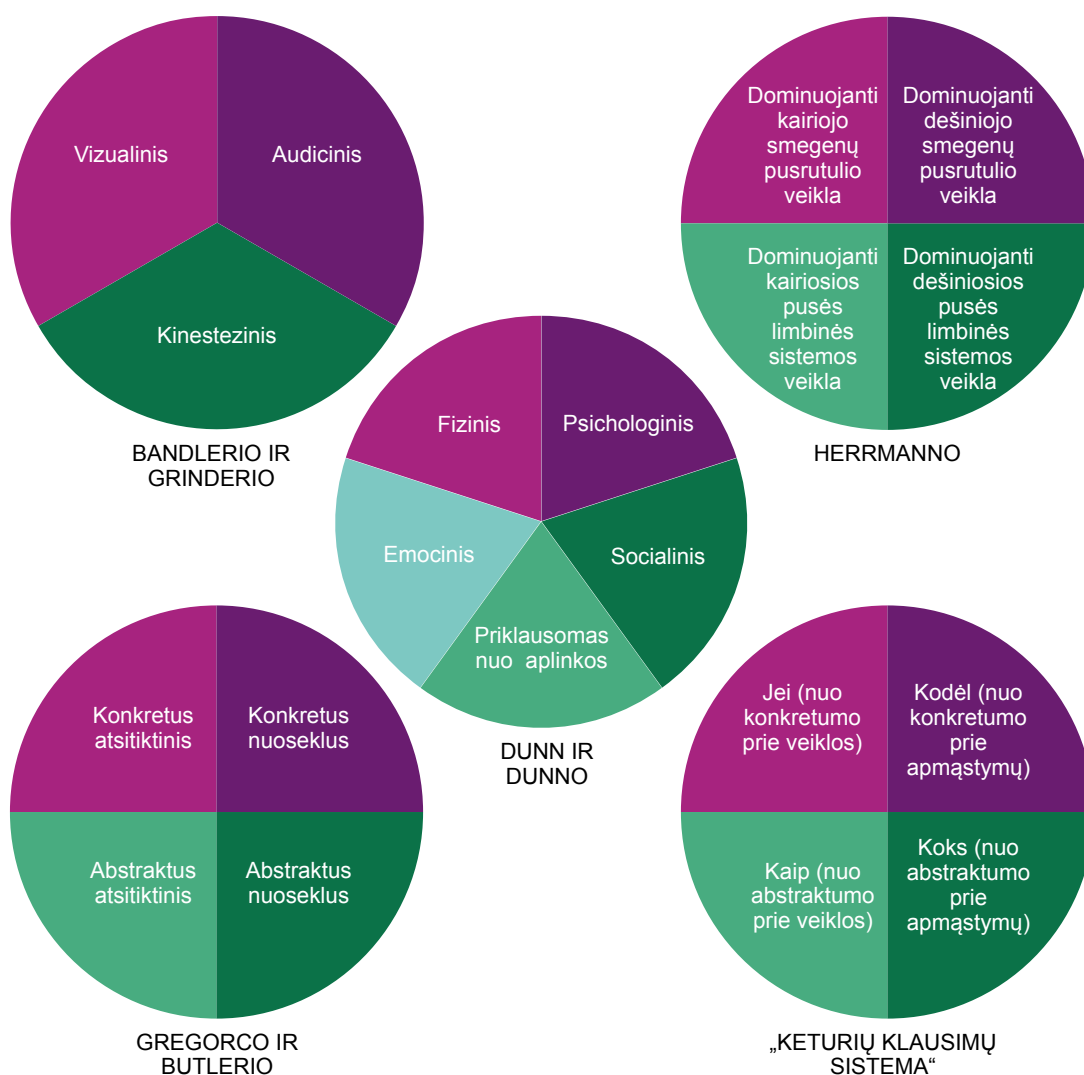 Vizualinis
Audicinis
Kinestezinis
BANDLERIO IR
GRINDERIO
Dominuojanti
kairiojo
smegenų
pusrutulio
veikla
Dominuojanti
dešiniojo
smegenų
pusrutulio
veikla
Dominuojanti
kairiosios
pusės
limbinės
sistemos
veikla
Dominuojanti
dešiniosios
pusės
limbinės
sistemos
veikla
HERRMANNO
Fizinis
Psichologinis
Emocinis
Socialinis
Priklausomas
nuo aplinkos
DUNN IR
DUNNO
Konkretus
atsitiktinis
Konkretus
nuoseklus
Abstraktus
atsitiktinis
Abstraktus
nuoseklus
GREGORCO IR
BUTLERIO
Jei (nuo
konkretumo
prie veiklos)
Kodėl (nuo
konkretumo
prie
apmąstymų)
Kaip (nuo
abstraktumo
prie veiklos)
Koks (nuo
abstraktumo
prie
apmąstymų)
„KETURIŲ KLAUSIMŲ
SISTEMA“